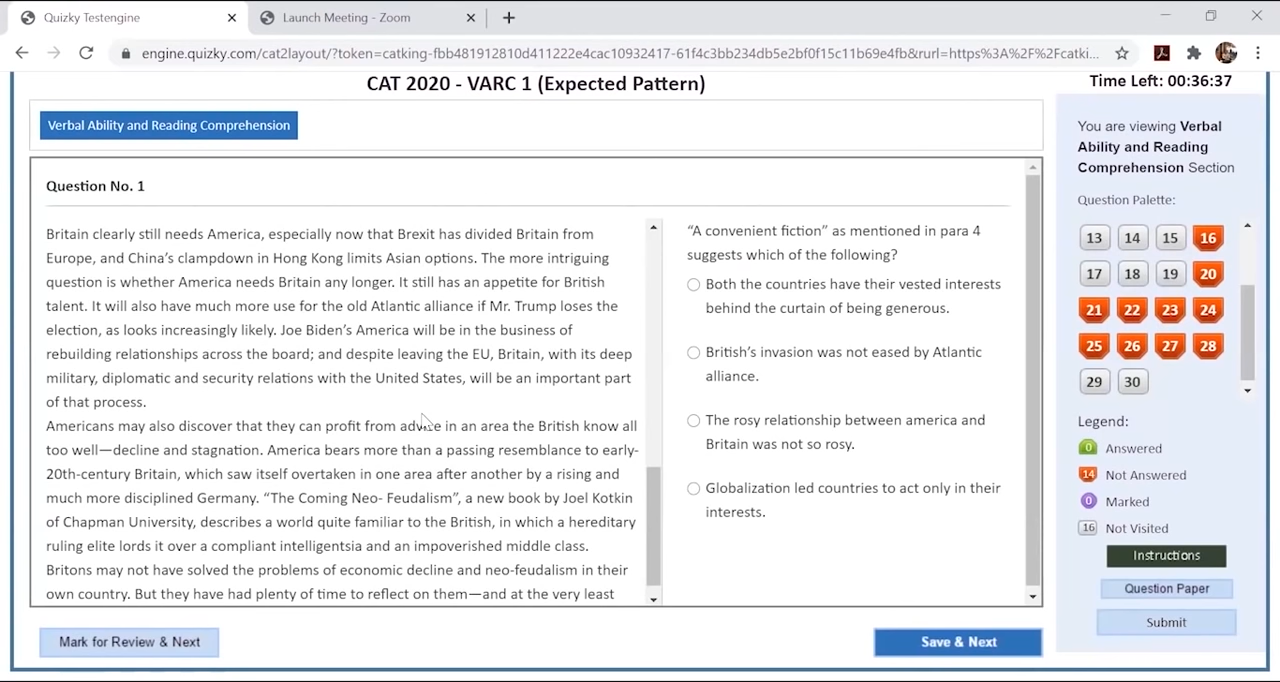 Quizky Testengine
Launch Meeting - Zoom
engine.quizky.com/cat2layout/?token=catking-fbb481912810d411222e4cac10932417-61f4c3bb234db5e2bf0f15c11b69e4fb&rurl=https%3A%2F%2Fcatki...
CAT 2020 - VARC 1 (Expected Pattern)
Time Left: 00:36:37
Verbal Ability and Reading Comprehension
Question No. 1
Britain clearly still needs America, especially now that Brexit has divided Britain from
Europe, and China's clampdown in Hong Kong limits Asian options. The more intriguing
question is whether America needs Britain any longer. It still has an appetite for British
talent. It will also have much more use for the old Atlantic alliance if Mr. Trump loses the
election, as looks increasingly likely. Joe Biden's America will be in the business of
rebuilding relationships across the board; and despite leaving the EU, Britain, with its deep
military, diplomatic and security relations with the United States, will be an important part
of that process.
Americans may also discover that they can profit from advice in an area the British know all
too well—decline and stagnation. America bears more than a passing resemblance to early-
20th-century Britain, which saw itself overtaken in one area after another by a rising and
much more disciplined Germany. “The Coming Neo- Feudalism”, a new book by Joel Kotkin
of Chapman University, describes a world quite familiar to the British, in which a hereditary
ruling elite lords it over a compliant intelligentsia and an impoverished middle class.
Britons may not have solved the problems of economic decline and neo-feudalism in their
own country. But they have had plenty of time to reflect on them—and at the very least
“A convenient fiction” as mentioned in para 4
suggests which of the following?
Both the countries have their vested interests
behind the curtain of being generous.
British's invasion was not eased by Atlantic
alliance.
The rosy relationship between america and
Britain was not so rosy.
Globalization led countries to act only in their
interests.
Mark for Review & Next
Save & Next
You are viewing Verbal
Ability and Reading
Comprehension Section
Question Palette:
13 14 15 16
17 18 19 20
21 22 23 24
25 26 27 28
29 30
Legend:
0 Answered
14 Not Answered
0 Marked
16 Not Visited
Instructions
Question Paper
Submit